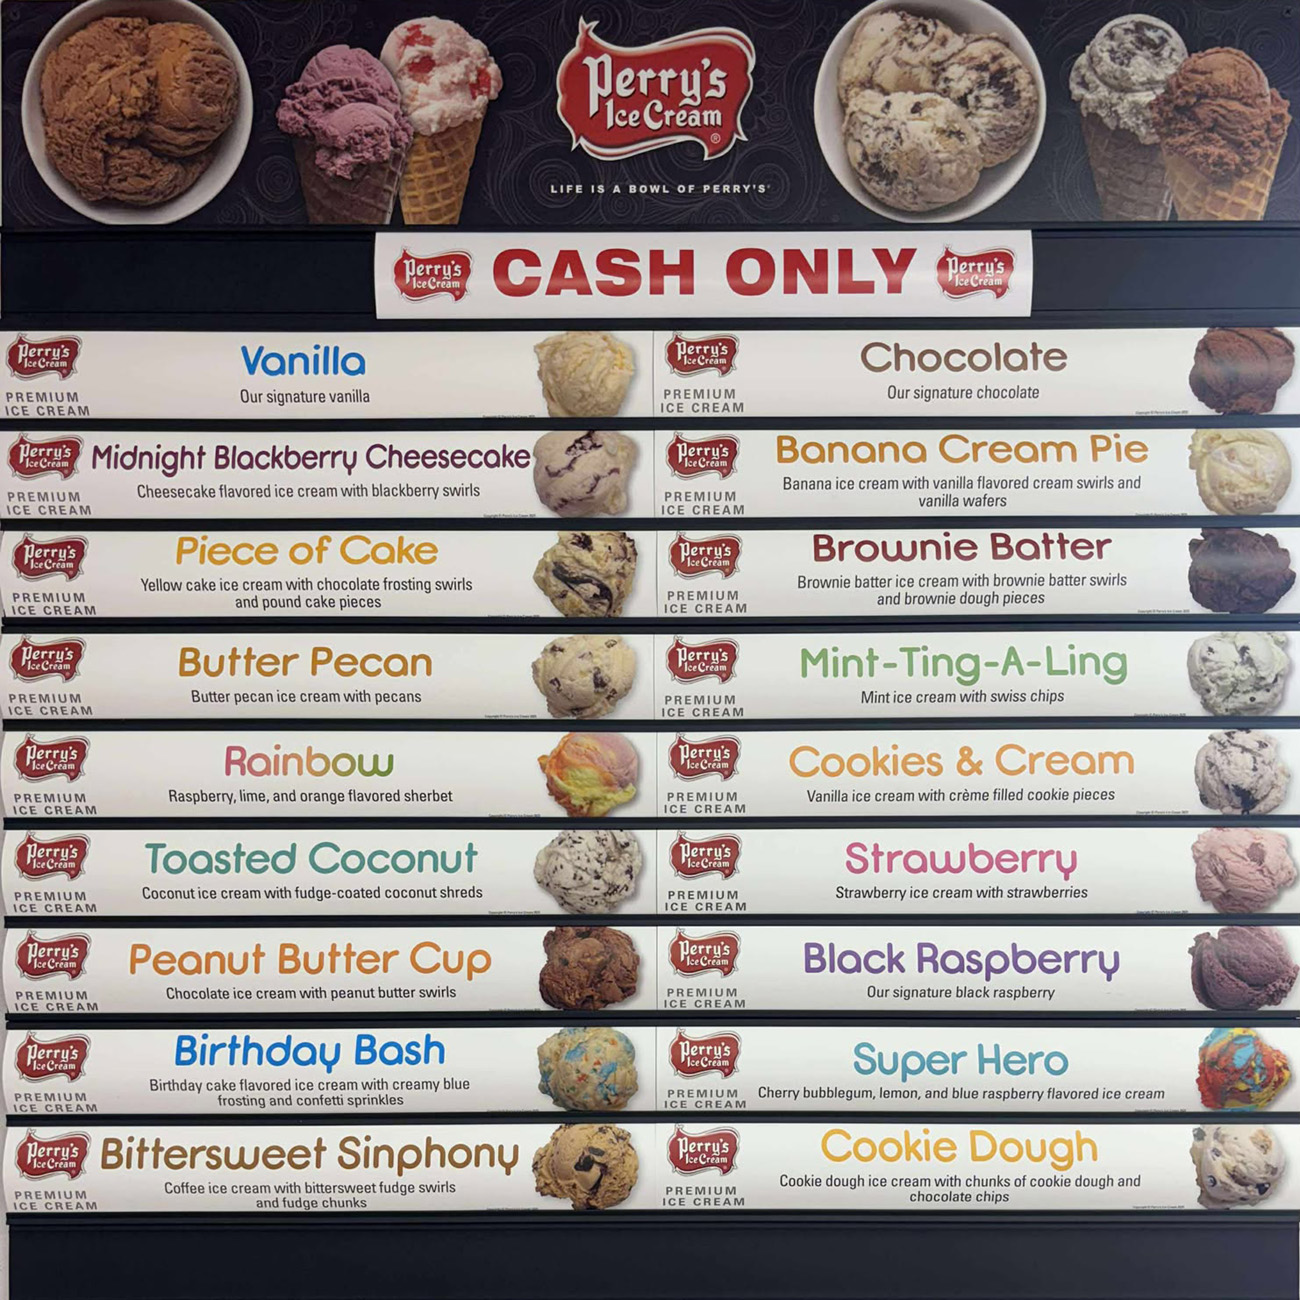 Perry's
Ice Cream
®
LIFE IS A BOWL OF PERRY'S®
Perry's
Ice Cream
CASH ONLY
Perry's
Ice Cream
Perry's
Ice Cream
PREMIUM
ICE CREAM
Vanilla
Our signature vanilla
Perry's
Ice Cream
PREMIUM
ICE CREAM
Chocolate
Our signature chocolate
Perry's
Ice Cream
PREMIUM
ICE CREAM
Midnight Blackberry Cheesecake
Cheesecake flavored ice cream with blackberry swirls
Perry's
Ice Cream
PREMIUM
ICE CREAM
Banana Cream Pie
Banana ice cream with vanilla flavored cream swirls and
vanilla wafers
Perry's
Ice Cream
PREMIUM
ICE CREAM
Piece of Cake
Yellow cake ice cream with chocolate frosting swirls
and pound cake pieces
Perry's
Ice Cream
PREMIUM
ICE CREAM
Brownie Batter
Brownie batter ice cream with brownie batter swirls
and brownie dough pieces
Perry's
Ice Cream
PREMIUM
ICE CREAM
Butter Pecan
Butter pecan ice cream with pecans
Perry's
Ice Cream
PREMIUM
ICE CREAM
Mint-Ting-A-Ling
Mint ice cream with swiss chips
Perry's
Ice Cream
PREMIUM
ICE CREAM
Rainbow
Raspberry, lime, and orange flavored sherbet
Perry's
Ice Cream
PREMIUM
ICE CREAM
Cookies & Cream
Vanilla ice cream with crème filled cookie pieces
Perry's
Ice Cream
PREMIUM
ICE CREAM
Toasted Coconut
Coconut ice cream with fudge-coated coconut shreds
Perry's
Ice Cream
PREMIUM
ICE CREAM
Strawberry
Strawberry ice cream with strawberries
Perry's
Ice Cream
PREMIUM
ICE CREAM
Peanut Butter Cup
Chocolate ice cream with peanut butter swirls
Perry's
Ice Cream
PREMIUM
ICE CREAM
Black Raspberry
Our signature black raspberry
Perry's
Ice Cream
PREMIUM
ICE CREAM
Birthday Bash
Birthday cake flavored ice cream with creamy blue
frosting and confetti sprinkles
Perry's
Ice Cream
PREMIUM
ICE CREAM
Super Hero
Cherry bubblegum, lemon, and blue raspberry flavored ice cream
Perry's
Ice Cream
PREMIUM
ICE CREAM
Bittersweet Sinphony
Coffee ice cream with bittersweet fudge swirls
and fudge chunks
Perry's
Ice Cream
PREMIUM
ICE CREAM
Cookie Dough
Cookie dough ice cream with chunks of cookie dough and
chocolate chips